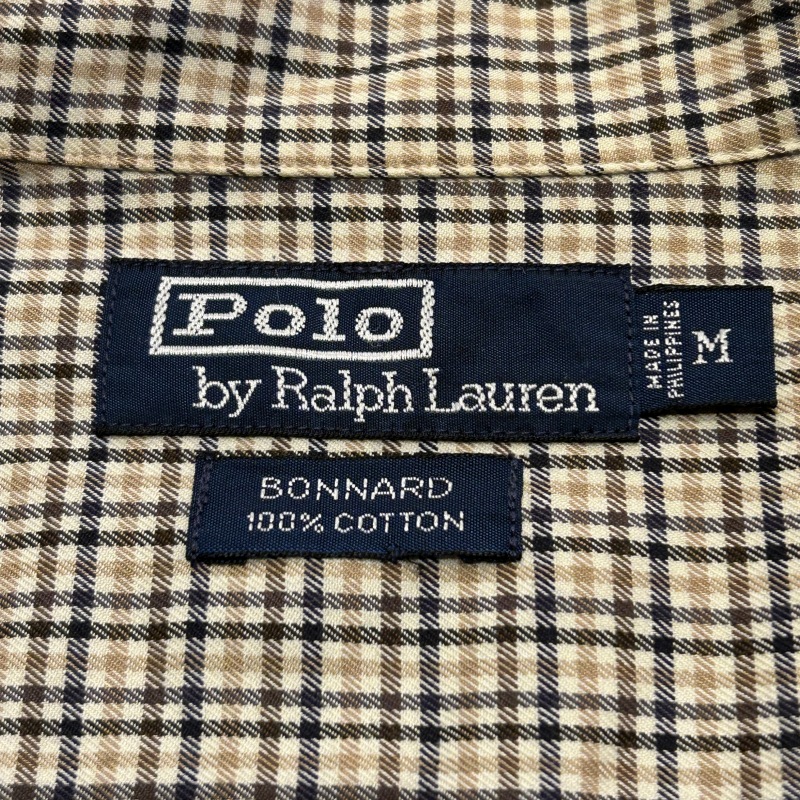 Polo
by Ralph Lauren
MADE IN
PHILIPPINES
M
BONNARD
100% COTTON